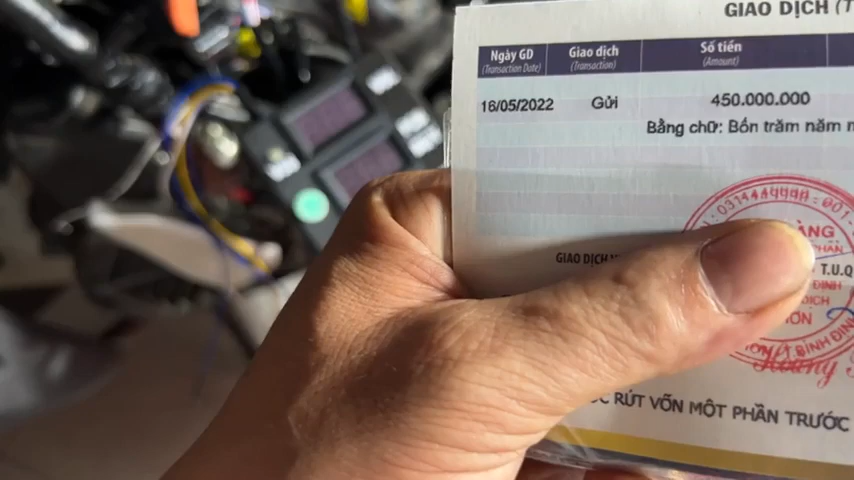 GIAO DỊCH (T
Ngày GD Giao dịch Số tiền
(Transaction Date) (Transaction) (Amount)
16/05/2022 Gửi 450.000.000
Bằng chữ: Bốn trăm năm m
GIAO DỊCH
T.U.Q
RÚT VỐN MỘT PHẦN TRƯỚC